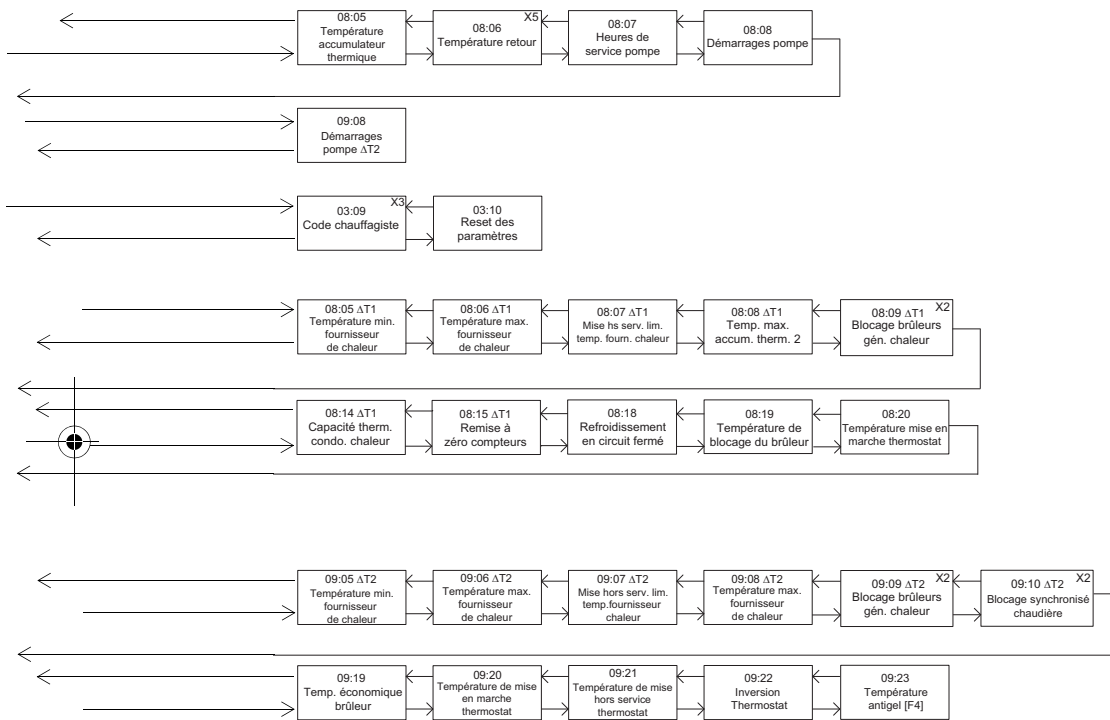 08:05
Température
accumulateur
thermique
X5
08:06
Température retour
08:07
Heures de
service pompe
08:08
Démarrages pompe
09:08
Démarrages
pompe ΔT2
X3
03:09
Code chauffagiste
03:10
Reset des
paramètres
08:05 ΔT1
Température min.
fournisseur
de chaleur
08:06 ΔT1
Température max.
fournisseur
de chaleur
08:07 ΔT1
Mise hs serv. lim.
temp. fourn. chaleur
08:08 ΔT1
Temp. max.
accum. therm. 2
X2
08:09 ΔT1
Blocage brûleurs
gén. chaleur
08:14 ΔT1
Capacité therm.
condo. chaleur
08:15 ΔT1
Remise à
zéro compteurs
08:18
Refroidissement
en circuit fermé
08:19
Température de
blocage du brûleur
08:20
Température mise en
marche thermostat
09:05 ΔT2
Température min.
fournisseur
de chaleur
09:06 ΔT2
Température max.
fournisseur
de chaleur
09:07 ΔT2
Mise hors serv. lim.
temp.fournisseur
chaleur
09:08 ΔT2
Température max.
fournisseur
de chaleur
X2
09:09 ΔT2
Blocage brûleurs
gén. chaleur
X2
09:10 ΔT2
Blocage synchronisé
chaudière
09:19
Temp. économique
brûleur
09:20
Température de mise
en marche
thermostat
09:21
Température de mise
hors service
thermostat
09:22
Inversion
Thermostat
09:23
Température
antigel [F4]